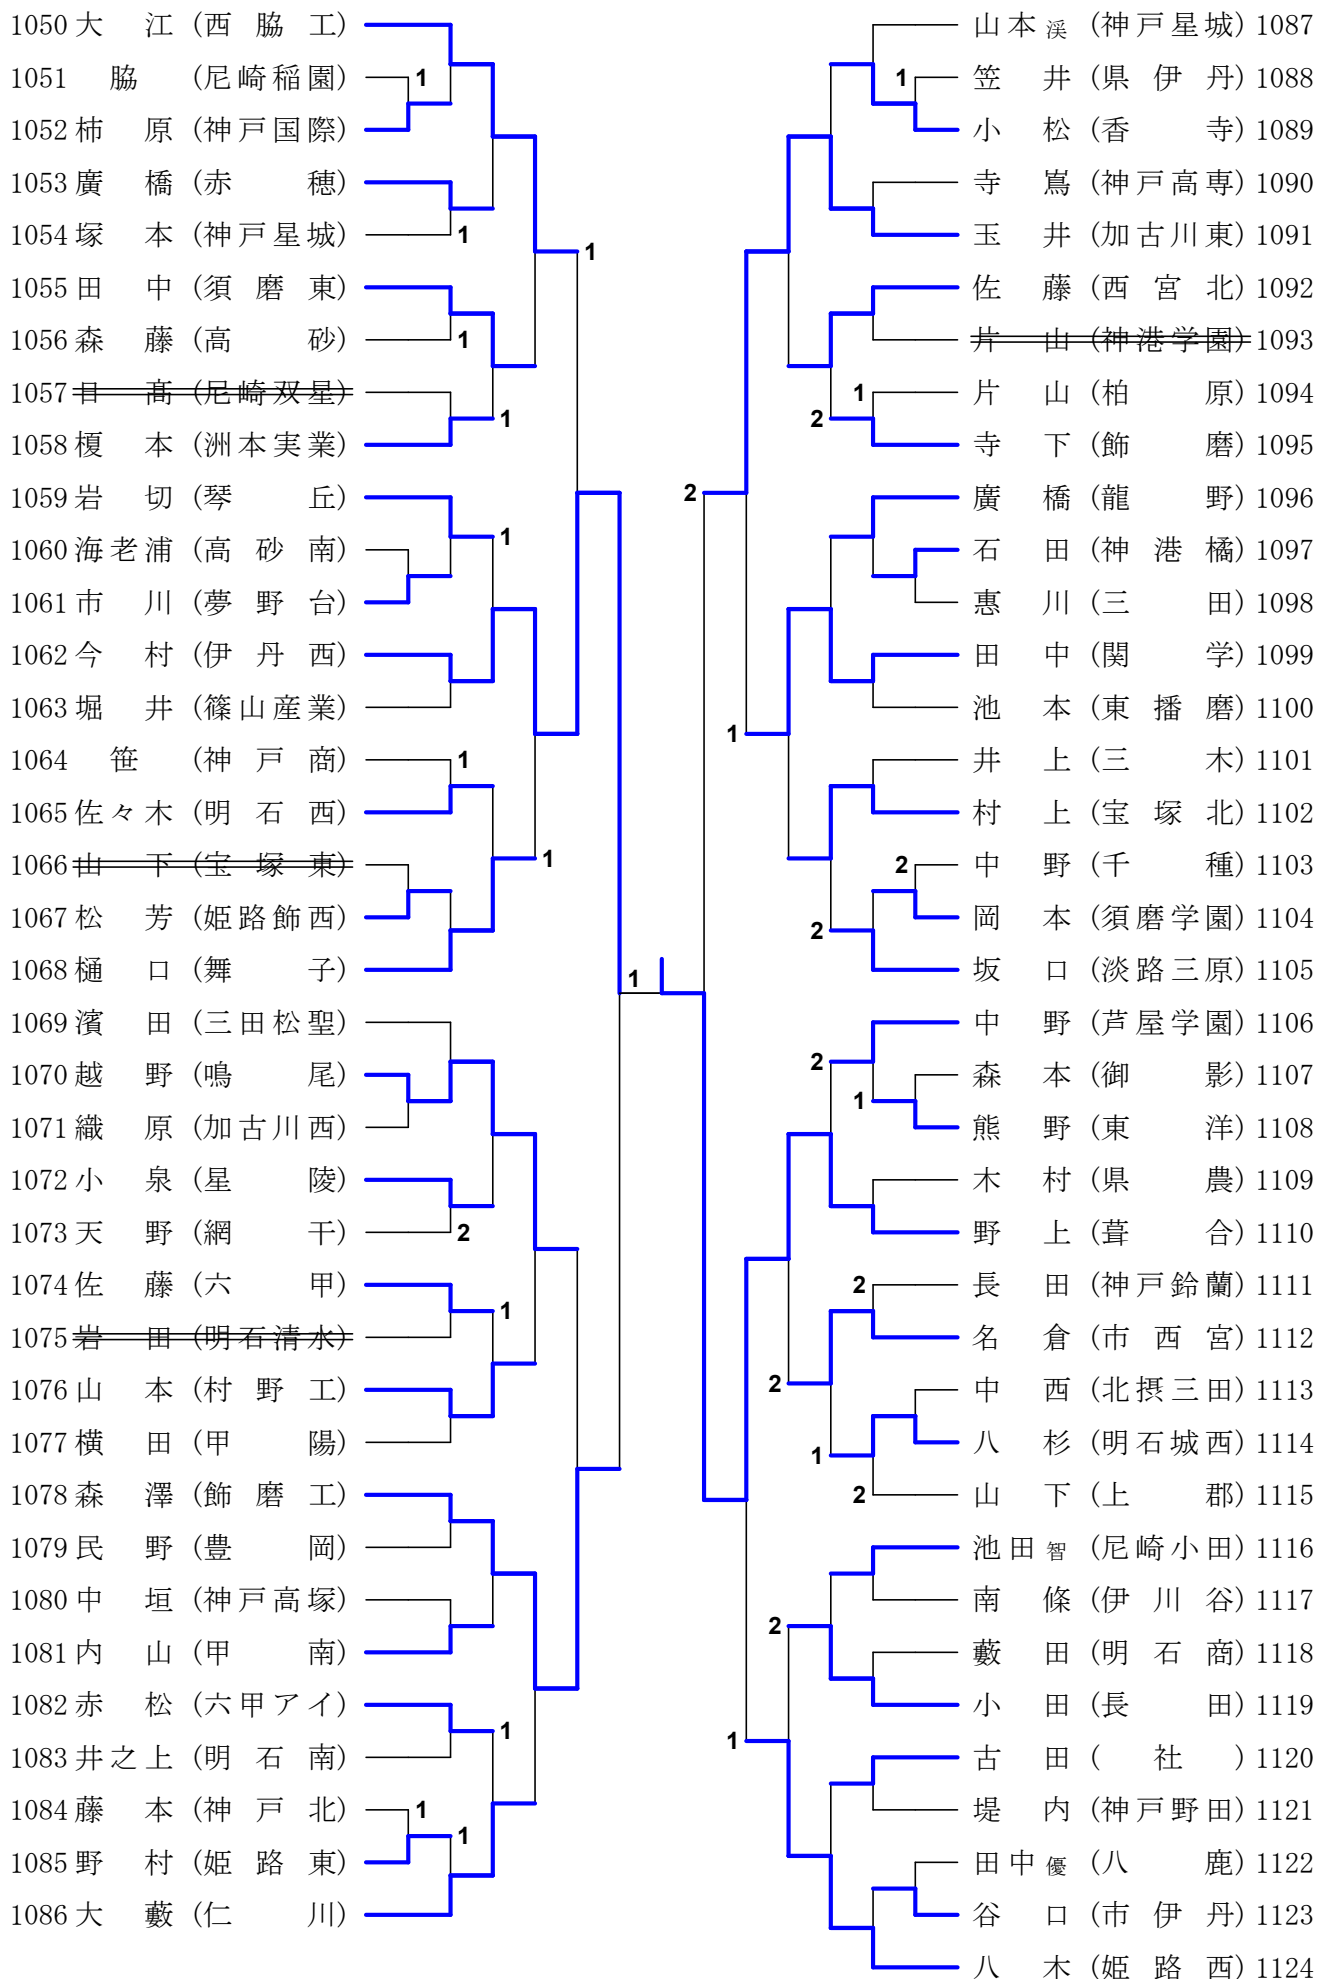 1050 大江 (西脇工)
1051 脇 (尼崎稲園)
1
1052 柿原 (神戸国際)
1053 廣橋 (赤穂)
1054 塚本 (神戸星城)
1
1
1055 田中 (須磨東)
1056 森藤 (高砂)
1
1057 日髙 (尼崎双星)
1
1058 榎本 (洲本実業)
1059 岩切 (琴丘)
1
1060 海老浦 (高砂南)
1061 市川 (夢野台)
1062 今村 (伊丹西)
1063 堀井 (篠山産業)
1064 笹 (神戸商)
1
1065 佐々木 (明石西)
1066 山下 (宝塚東)
1
1067 松芳 (姫路飾西)
1068 樋口 (舞子)
1
1069 濱田 (三田松聖)
1070 越野 (鳴尾)
1071 織原 (加古川西)
1072 小泉 (星陵)
1073 天野 (網干)
2
1074 佐藤 (六甲)
1
1075 岩田 (明石清水)
1076 山本 (村野工)
1077 横田 (甲陽)
1078 森澤 (飾磨工)
1079 民野 (豊岡)
1080 中垣 (神戸高塚)
1081 内山 (甲南)
1082 赤松 (六甲アイ)
1
1083 井之上 (明石南)
1084 藤本 (神戸北)
1
1
1085 野村 (姫路東)
1086 大藪 (仁川)
山本渓 (神戸星城) 1087
1
笠井 (県伊丹) 1088
小松 (香寺) 1089
寺嶌 (神戸高専) 1090
玉井 (加古川東) 1091
佐藤 (西宮北) 1092
片山 (神港学園) 1093
1
片山 (柏原) 1094
2
寺下 (飾磨) 1095
2
廣橋 (龍野) 1096
石田 (神港橘) 1097
惠川 (三田) 1098
田中 (関学) 1099
池本 (東播磨) 1100
1
井上 (三木) 1101
村上 (宝塚北) 1102
2
中野 (千種) 1103
岡本 (須磨学園) 1104
2
坂口 (淡路三原) 1105
中野 (芦屋学園) 1106
2
森本 (御影) 1107
1
熊野 (東洋) 1108
木村 (県農) 1109
野上 (葺合) 1110
2
長田 (神戸鈴蘭) 1111
名倉 (市西宮) 1112
2
中西 (北摂三田) 1113
八杉 (明石城西) 1114
1
2
山下 (上郡) 1115
池田智 (尼崎小田) 1116
南條 (伊川谷) 1117
2
藪田 (明石商) 1118
小田 (長田) 1119
1
古田 (社) 1120
堤内 (神戸野田) 1121
田中優 (八鹿) 1122
谷口 (市伊丹) 1123
八木 (姫路西) 1124